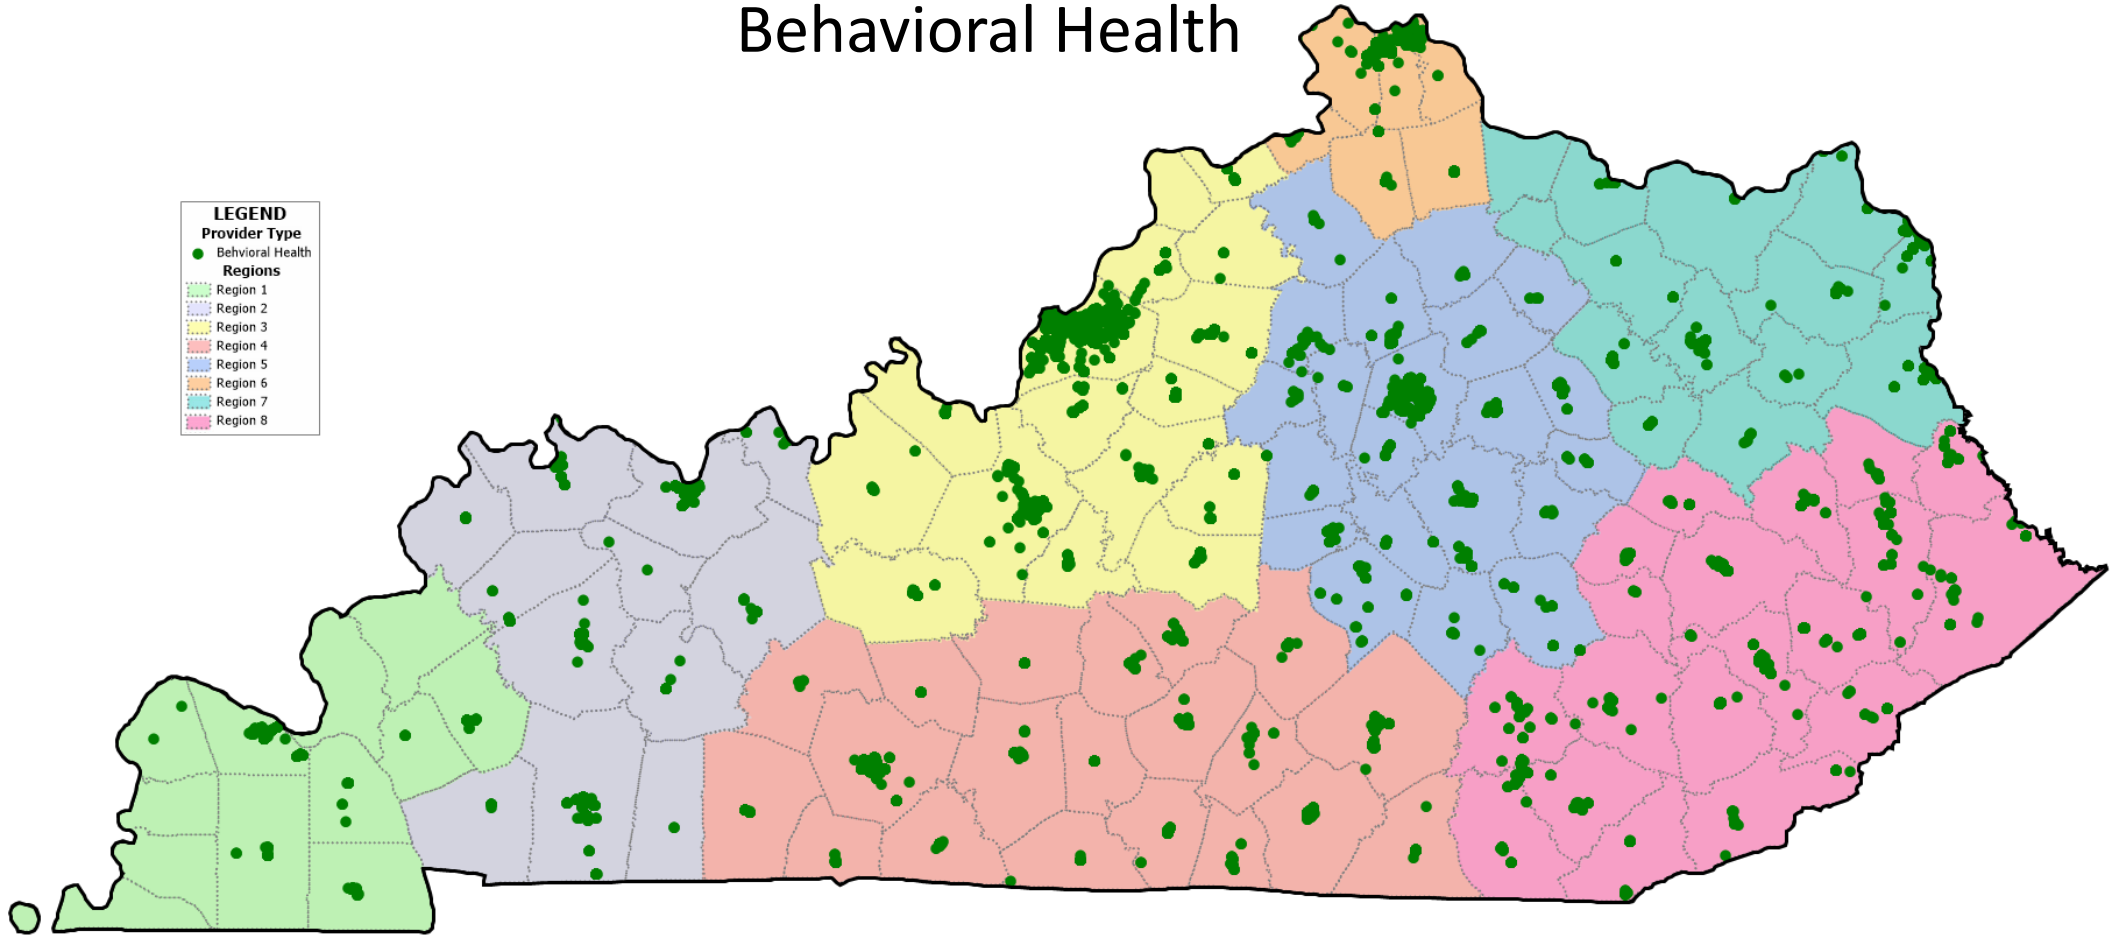 Behavioral Health
LEGEND
Provider Type
Behvioral Health
Regions
Region 1
Region 2
Region 3
Region 4
Region 5
Region 6
Region 7
Region 8